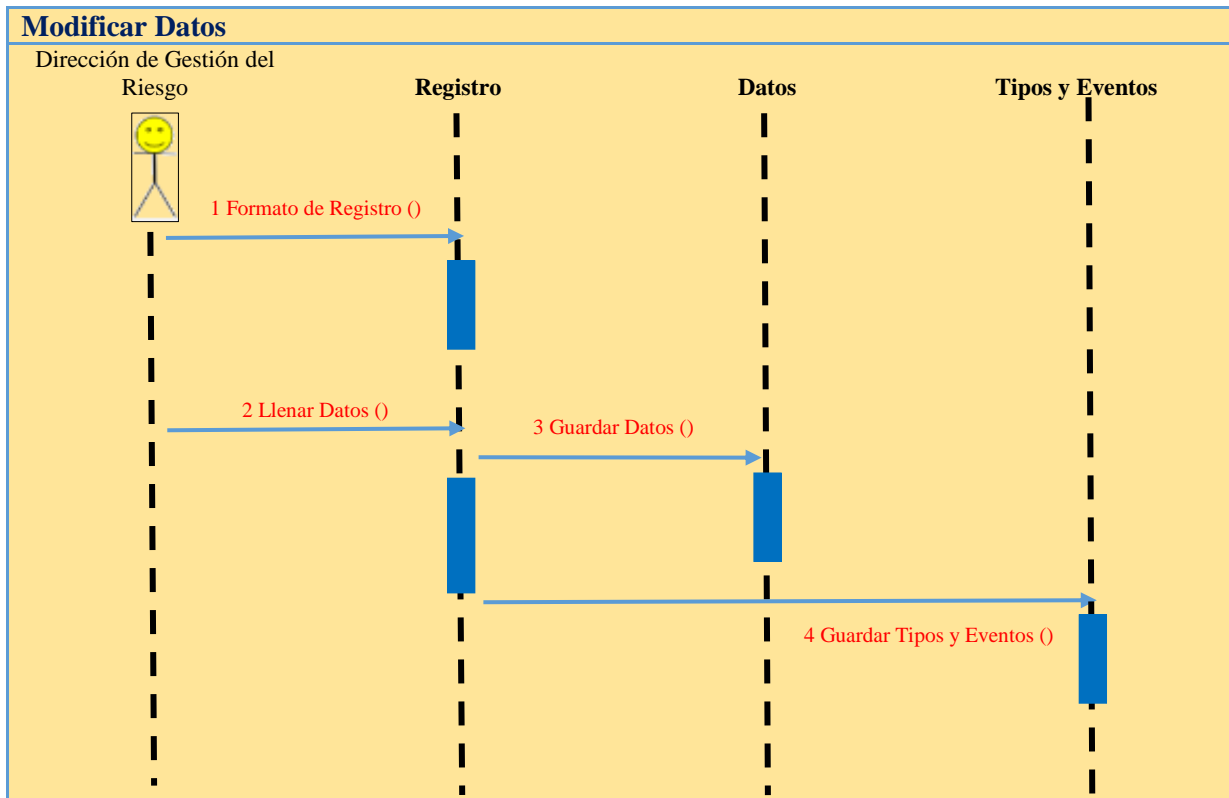 Modificar Datos
Dirección de Gestión del
Riesgo
Registro
Datos
Tipos y Eventos
1 Formato de Registro ()
2 Llenar Datos ()
3 Guardar Datos ()
4 Guardar Tipos y Eventos ()